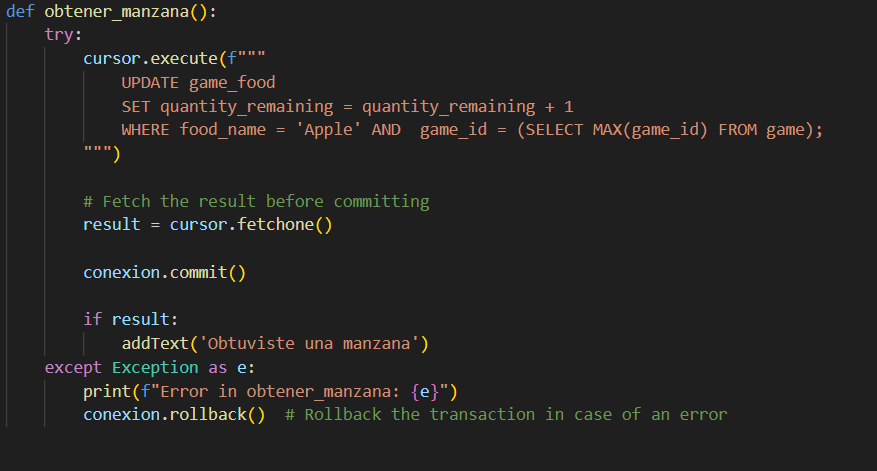 def obtener_manzana():
    try:
        cursor.execute(f"""
            UPDATE game_food
            SET quantity_remaining = quantity_remaining + 1
            WHERE food_name = 'Apple' AND  game_id = (SELECT MAX(game_id) FROM game);
        """)
        # Fetch the result before committing
        result = cursor.fetchone()
        conexion.commit()
        if result:
            addText('Obtuviste una manzana')
    except Exception as e:
        print(f"Error in obtener_manzana: {e}")
        conexion.rollback()  # Rollback the transaction in case of an error